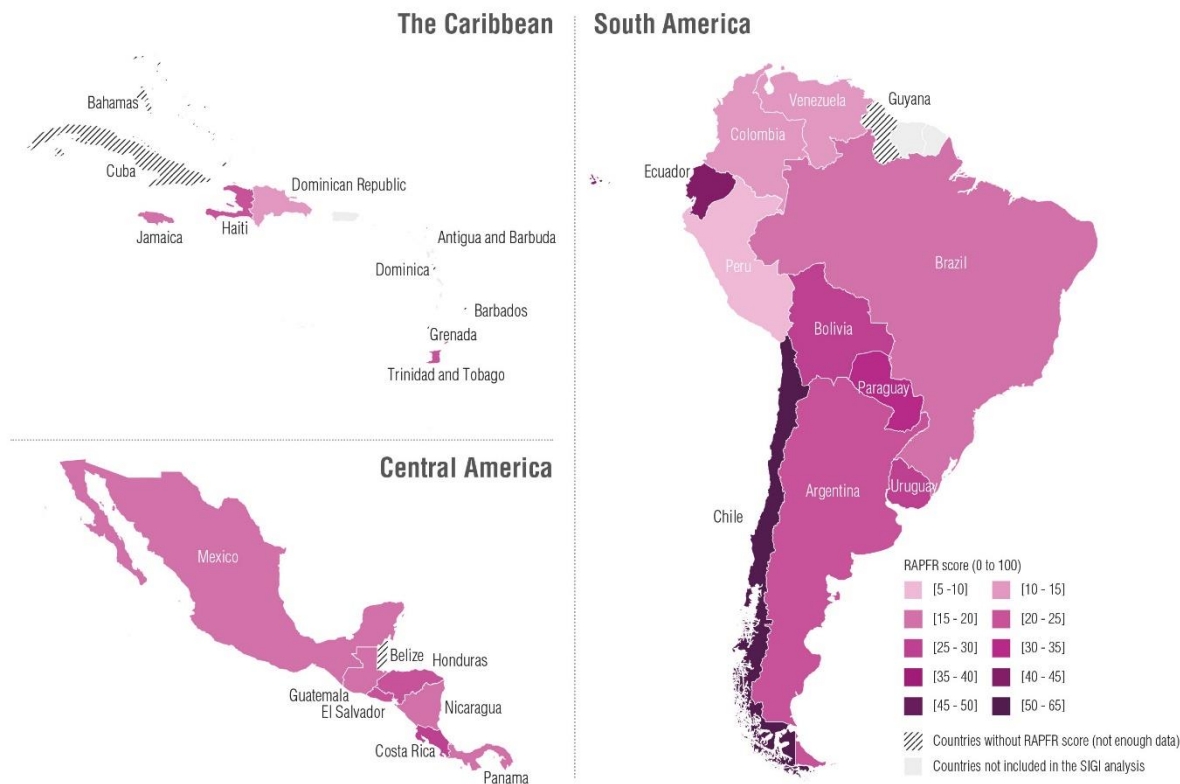 The Caribbean
Bahamas
Cuba
Dominican Republic
Jamaica
Haiti
Antigua and Barbuda
Dominica
Barbados
Grenada
Trinidad and Tobago
Central America
Mexico
Belize
Honduras
Guatemala
El Salvador
Nicaragua
Costa Rica
Panama
South America
Venezuela
Guyana
Colombia
Ecuador
Peru
Brazil
Bolivia
Paraguay
Argentina
Uruguay
Chile
RAPFR score (0 to 100)
[5 -10] [10 - 15]
[15 - 20] [20 - 25]
[25 - 30] [30 - 35]
[35 - 40] [40 - 45]
[45 - 50] [50 - 65]
Countries without RAPFR score (not enough data)
Countries not included in the SIGI analysis